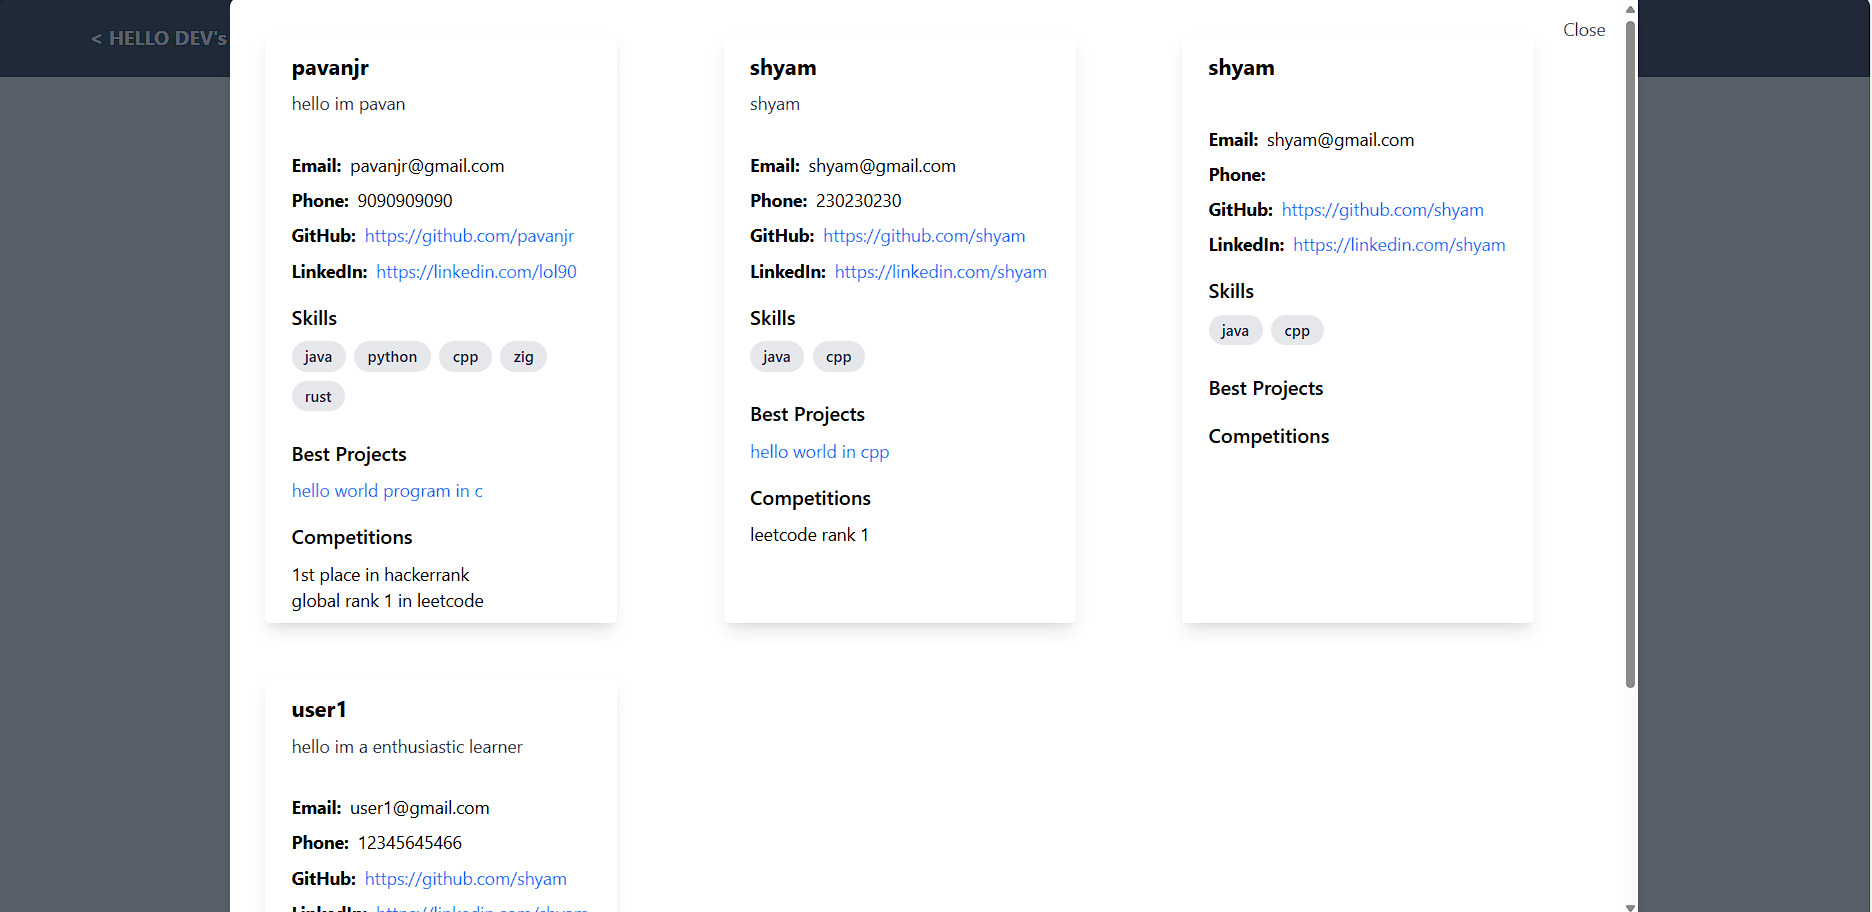 < HELLO DEV's
Close
pavanjr
hello im pavan
Email: pavanjr@gmail.com
Phone: 9090909090
GitHub: https://github.com/pavanjr
LinkedIn: https://linkedin.com/lol90
Skills
java python cpp zig
rust
Best Projects
hello world program in c
Competitions
1st place in hackerrank
global rank 1 in leetcode
shyam
shyam
Email: shyam@gmail.com
Phone: 230230230
GitHub: https://github.com/shyam
LinkedIn: https://linkedin.com/shyam
Skills
java cpp
Best Projects
hello world in cpp
Competitions
leetcode rank 1
shyam
Email: shyam@gmail.com
Phone:
GitHub: https://github.com/shyam
LinkedIn: https://linkedin.com/shyam
Skills
java cpp
Best Projects
Competitions
user1
hello im a enthusiastic learner
Email: user1@gmail.com
Phone: 12345645466
GitHub: https://github.com/shyam
LinkedIn: https://linkedin.com/shyam